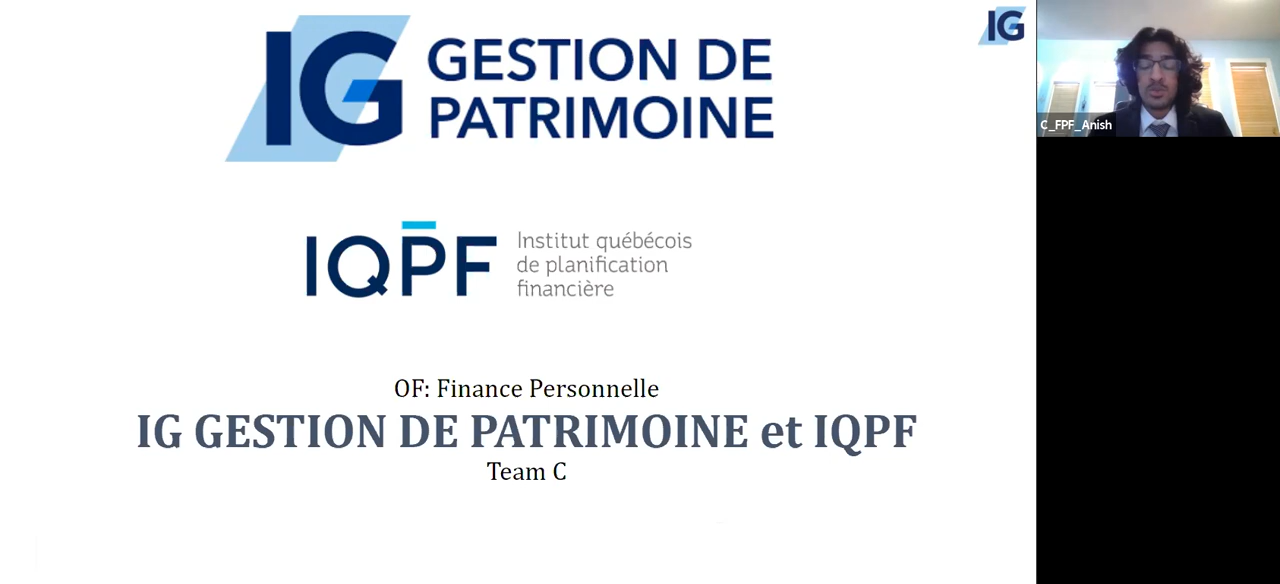 IG GESTION DE
PATRIMOINE
IG
C_FPF_Anish
IQPF
Institut québécois
de planification
financière
OF: Finance Personnelle
IG GESTION DE PATRIMOINE et IQPF
Team C